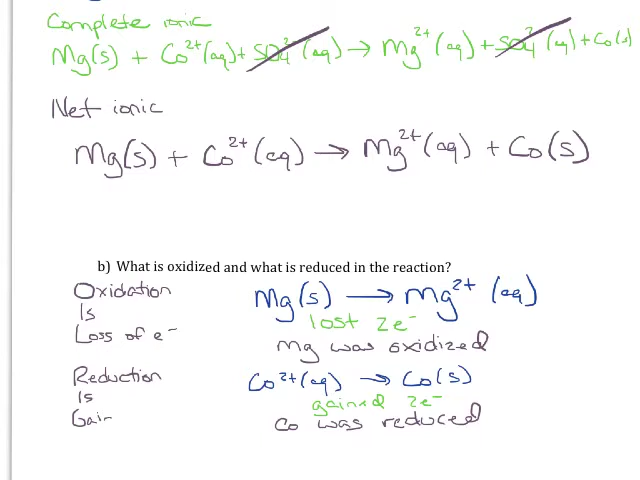 Complete ionic
Mg(s) + Co²⁺(aq) + SO₄²⁻(aq) → Mg²⁺(aq) + SO₄²⁻(aq) + Co(s)
Net ionic
Mg(s) + Co²⁺(aq) → Mg²⁺(aq) + Co(s)
b) What is oxidized and what is reduced in the reaction?
Oxidation
Is
Loss of e⁻
Mg(s) → Mg²⁺(aq)
lost 2e⁻
Mg was oxidized
Reduction
Is
Gain
Co²⁺(aq) → Co(s)
gained 2e⁻
Co was reduced